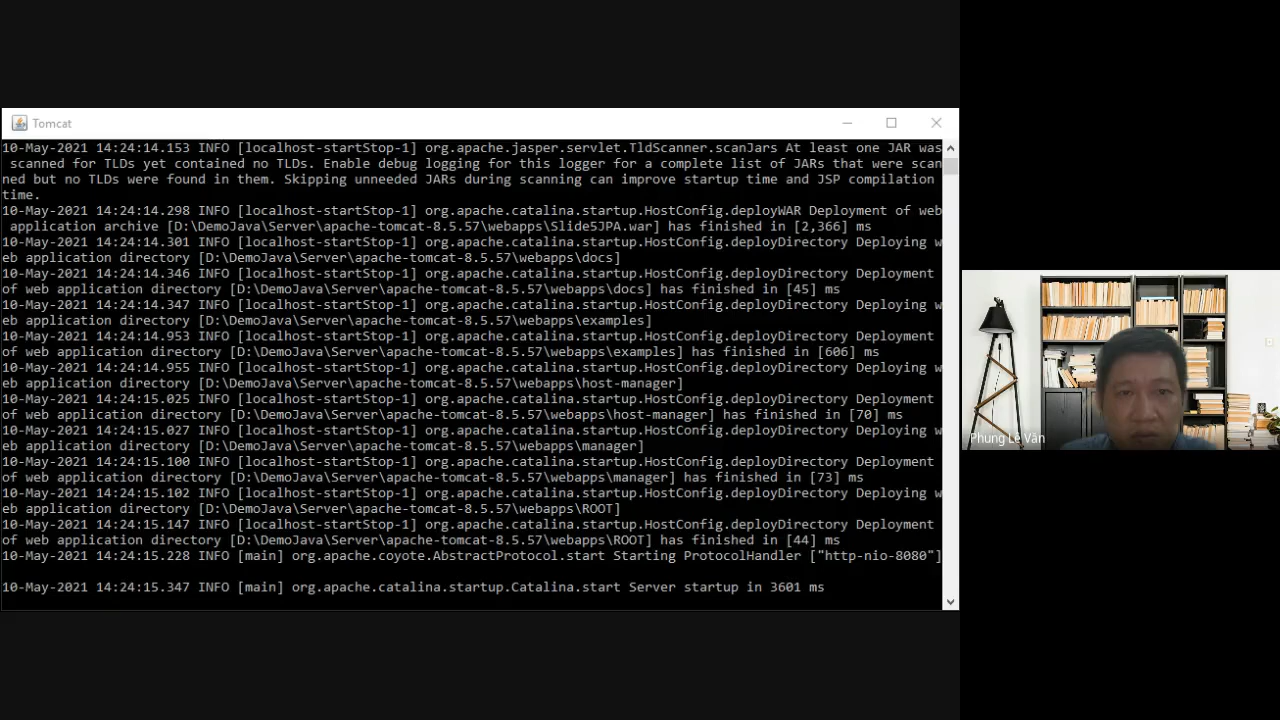 Tomcat
10-May-2021 14:24:14.153 INFO [localhost-startStop-1] org.apache.jasper.servlet.TldScanner.scanJars At least one JAR was
scanned for TLDs yet contained no TLDs. Enable debug logging for this logger for a complete list of JARs that were scan
ned but no TLDs were found in them. Skipping unneeded JARs during scanning can improve startup time and JSP compilation
time.
10-May-2021 14:24:14.298 INFO [localhost-startStop-1] org.apache.catalina.startup.HostConfig.deployWAR Deployment of web
application archive [D:\DemoJava\Server\apache-tomcat-8.5.57\webapps\Slide5JPA.war] has finished in [2,366] ms
10-May-2021 14:24:14.301 INFO [localhost-startStop-1] org.apache.catalina.startup.HostConfig.deployDirectory Deploying w
eb application directory [D:\DemoJava\Server\apache-tomcat-8.5.57\webapps\docs]
10-May-2021 14:24:14.346 INFO [localhost-startStop-1] org.apache.catalina.startup.HostConfig.deployDirectory Deployment
of web application directory [D:\DemoJava\Server\apache-tomcat-8.5.57\webapps\docs] has finished in [45] ms
10-May-2021 14:24:14.347 INFO [localhost-startStop-1] org.apache.catalina.startup.HostConfig.deployDirectory Deploying w
eb application directory [D:\DemoJava\Server\apache-tomcat-8.5.57\webapps\examples]
10-May-2021 14:24:14.953 INFO [localhost-startStop-1] org.apache.catalina.startup.HostConfig.deployDirectory Deployment
of web application directory [D:\DemoJava\Server\apache-tomcat-8.5.57\webapps\examples] has finished in [606] ms
10-May-2021 14:24:14.955 INFO [localhost-startStop-1] org.apache.catalina.startup.HostConfig.deployDirectory Deploying w
eb application directory [D:\DemoJava\Server\apache-tomcat-8.5.57\webapps\host-manager]
10-May-2021 14:24:15.025 INFO [localhost-startStop-1] org.apache.catalina.startup.HostConfig.deployDirectory Deployment
of web application directory [D:\DemoJava\Server\apache-tomcat-8.5.57\webapps\host-manager] has finished in [70] ms
10-May-2021 14:24:15.027 INFO [localhost-startStop-1] org.apache.catalina.startup.HostConfig.deployDirectory Deploying w
eb application directory [D:\DemoJava\Server\apache-tomcat-8.5.57\webapps\manager]
10-May-2021 14:24:15.100 INFO [localhost-startStop-1] org.apache.catalina.startup.HostConfig.deployDirectory Deployment
of web application directory [D:\DemoJava\Server\apache-tomcat-8.5.57\webapps\manager] has finished in [73] ms
10-May-2021 14:24:15.102 INFO [localhost-startStop-1] org.apache.catalina.startup.HostConfig.deployDirectory Deploying w
eb application directory [D:\DemoJava\Server\apache-tomcat-8.5.57\webapps\ROOT]
10-May-2021 14:24:15.147 INFO [localhost-startStop-1] org.apache.catalina.startup.HostConfig.deployDirectory Deployment
of web application directory [D:\DemoJava\Server\apache-tomcat-8.5.57\webapps\ROOT] has finished in [44] ms
10-May-2021 14:24:15.228 INFO [main] org.apache.coyote.AbstractProtocol.start Starting ProtocolHandler ["http-nio-8080"]
10-May-2021 14:24:15.347 INFO [main] org.apache.catalina.startup.Catalina.start Server startup in 3601 ms
Phụng Lê Văn